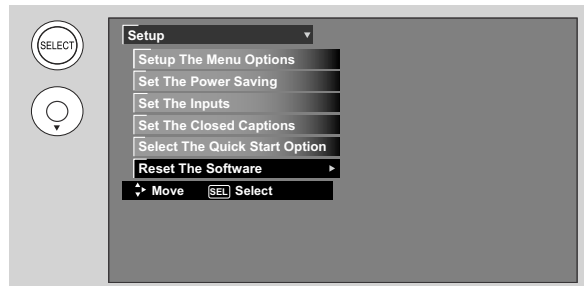 SELECT
Setup
Setup The Menu Options
Set The Power Saving
Set The Inputs
Set The Closed Captions
Select The Quick Start Option
Reset The Software
Move SEL Select